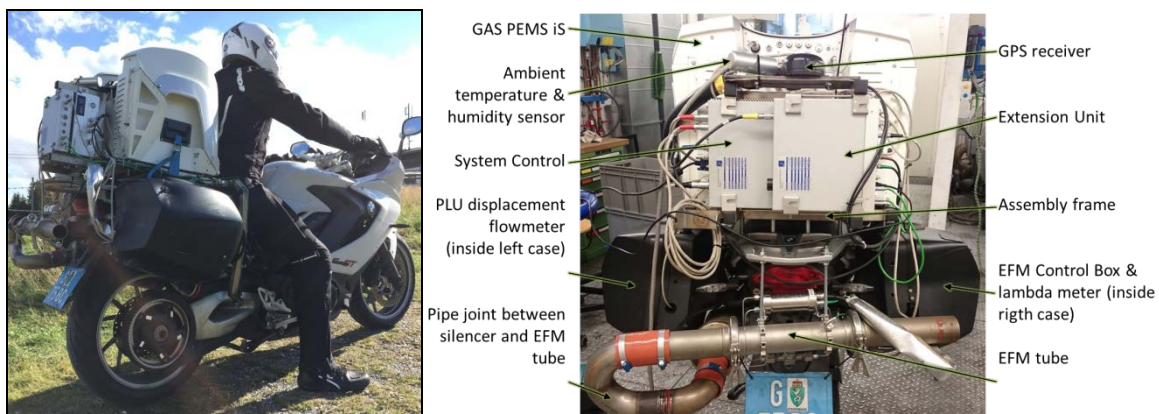 GAS PEMS iS
Ambient
temperature &
humidity sensor
System Control
PLU displacement
flowmeter
(inside left case)
Pipe joint between
silencer and EFM
tube
GPS receiver
Extension Unit
Assembly frame
EFM Control Box &
lambda meter (inside
rigth case)
EFM tube
G